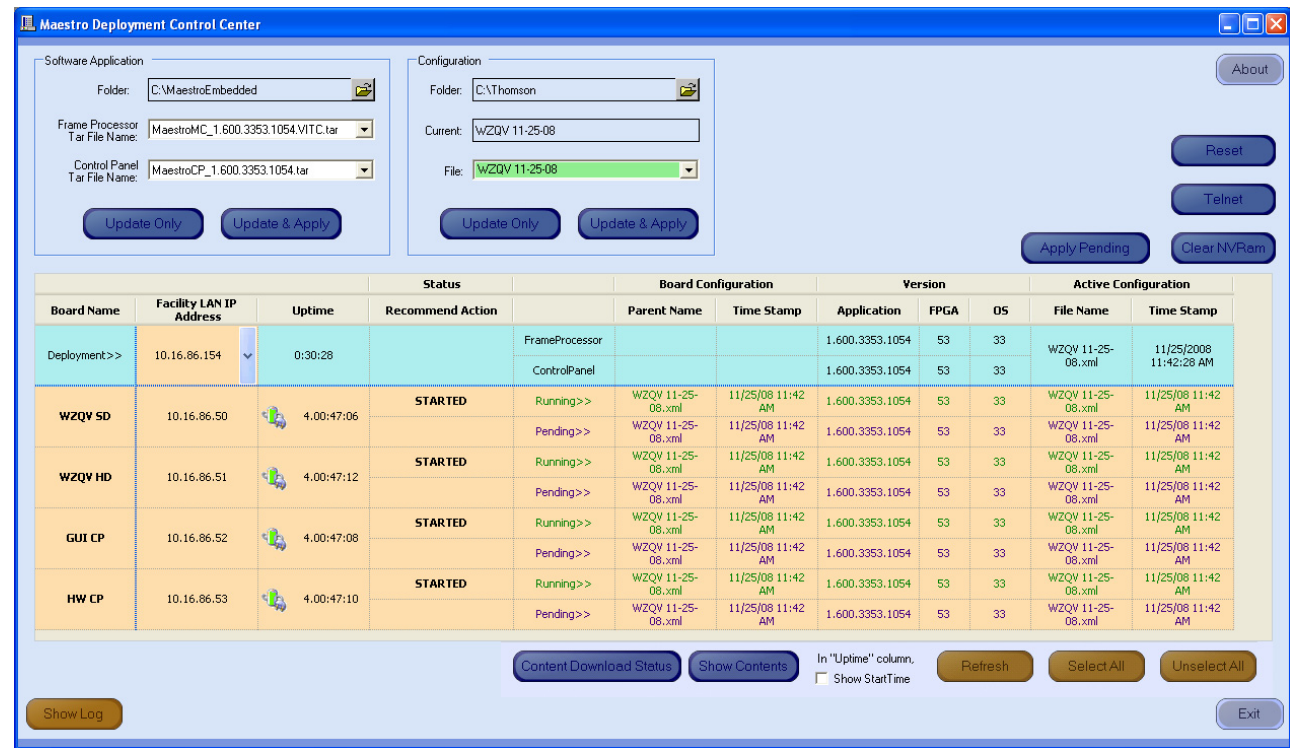 Maestro Deployment Control Center
Software Application
Folder: C:\MaestroEmbedded
Frame Processor
Tar File Name: MaestroMC_1.600.3353.1054.VITC.tar
Control Panel
Tar File Name: MaestroCP_1.600.3353.1054.tar
Update Only Update & Apply
Configuration
Folder: C:\Thomson
Current: WZQV 11-25-08
File: WZQV 11-25-08
Update Only Update & Apply
About
Reset
Telnet
Apply Pending Clear NVRam
Status Board Configuration Version Active Configuration
Board Name Facility LAN IP Address Uptime Recommend Action Parent Name Time Stamp Application FPGA OS File Name Time Stamp
Deployment>> 10.16.86.154 0:30:28 FrameProcessor 1.600.3353.1054 53 33 WZQV 11-25-08.xml 11/25/2008 11:42:28 AM
ControlPanel 1.600.3353.1054 53 33
WZQV SD 10.16.86.50 4.00:47:06 STARTED Running>> WZQV 11-25-08.xml 11/25/08 11:42 AM 1.600.3353.1054 53 33 WZQV 11-25-08.xml 11/25/08 11:42 AM
Pending>> WZQV 11-25-08.xml 11/25/08 11:42 AM 1.600.3353.1054 53 33 WZQV 11-25-08.xml 11/25/08 11:42 AM
WZQV HD 10.16.86.51 4.00:47:12 STARTED Running>> WZQV 11-25-08.xml 11/25/08 11:42 AM 1.600.3353.1054 53 33 WZQV 11-25-08.xml 11/25/08 11:42 AM
Pending>> WZQV 11-25-08.xml 11/25/08 11:42 AM 1.600.3353.1054 53 33 WZQV 11-25-08.xml 11/25/08 11:42 AM
GUI CP 10.16.86.52 4.00:47:08 STARTED Running>> WZQV 11-25-08.xml 11/25/08 11:42 AM 1.600.3353.1054 53 33 WZQV 11-25-08.xml 11/25/08 11:42 AM
Pending>> WZQV 11-25-08.xml 11/25/08 11:42 AM 1.600.3353.1054 53 33 WZQV 11-25-08.xml 11/25/08 11:42 AM
HW CP 10.16.86.53 4.00:47:10 STARTED Running>> WZQV 11-25-08.xml 11/25/08 11:42 AM 1.600.3353.1054 53 33 WZQV 11-25-08.xml 11/25/08 11:42 AM
Pending>> WZQV 11-25-08.xml 11/25/08 11:42 AM 1.600.3353.1054 53 33 WZQV 11-25-08.xml 11/25/08 11:42 AM
Content Download Status Show Contents In "Uptime" column, Refresh Select All Unselect All
Show StartTime
Show Log Exit